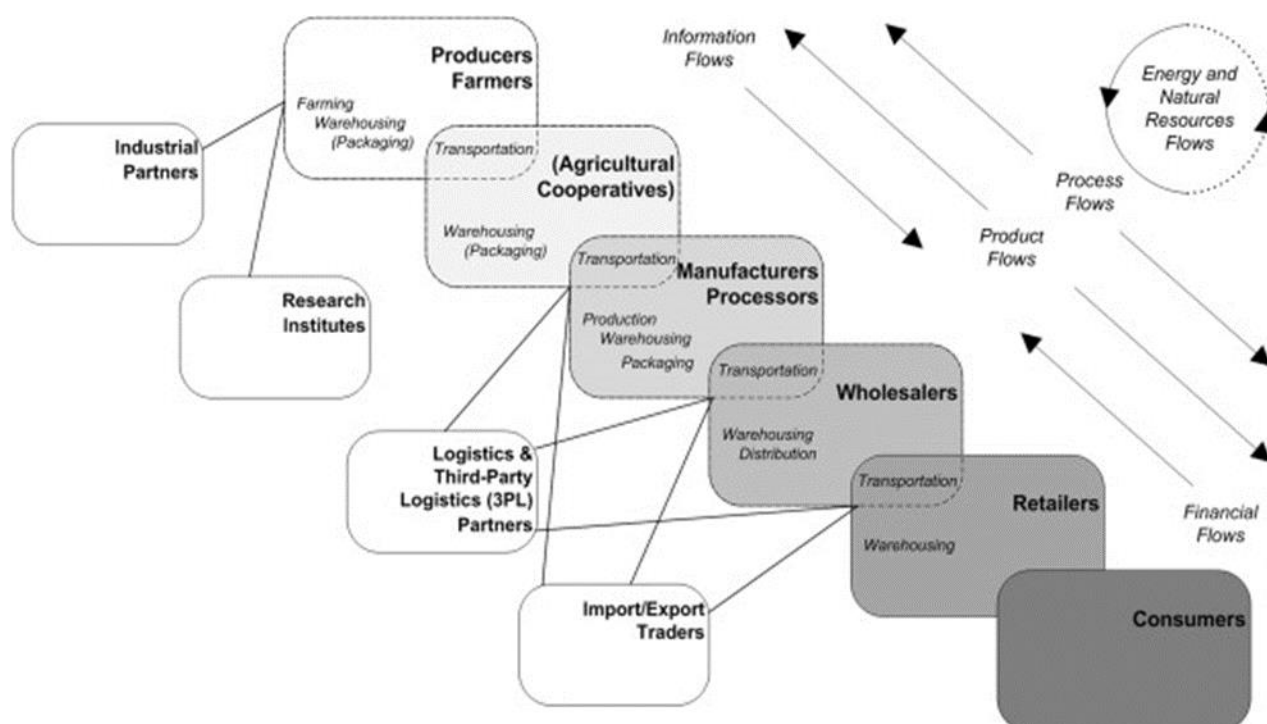 Producers
Farmers
Farming
Warehousing
(Packaging)
Industrial
Partners
Transportation
(Agricultural
Cooperatives)
Warehousing
(Packaging)
Research
Institutes
Transportation
Manufacturers
Processors
Production
Warehousing
Packaging
Transportation
Wholesalers
Warehousing
Distribution
Logistics &
Third-Party
Logistics (3PL)
Partners
Transportation
Retailers
Warehousing
Import/Export
Traders
Consumers
Information
Flows
Energy and
Natural
Resources
Flows
Process
Flows
Product
Flows
Financial
Flows